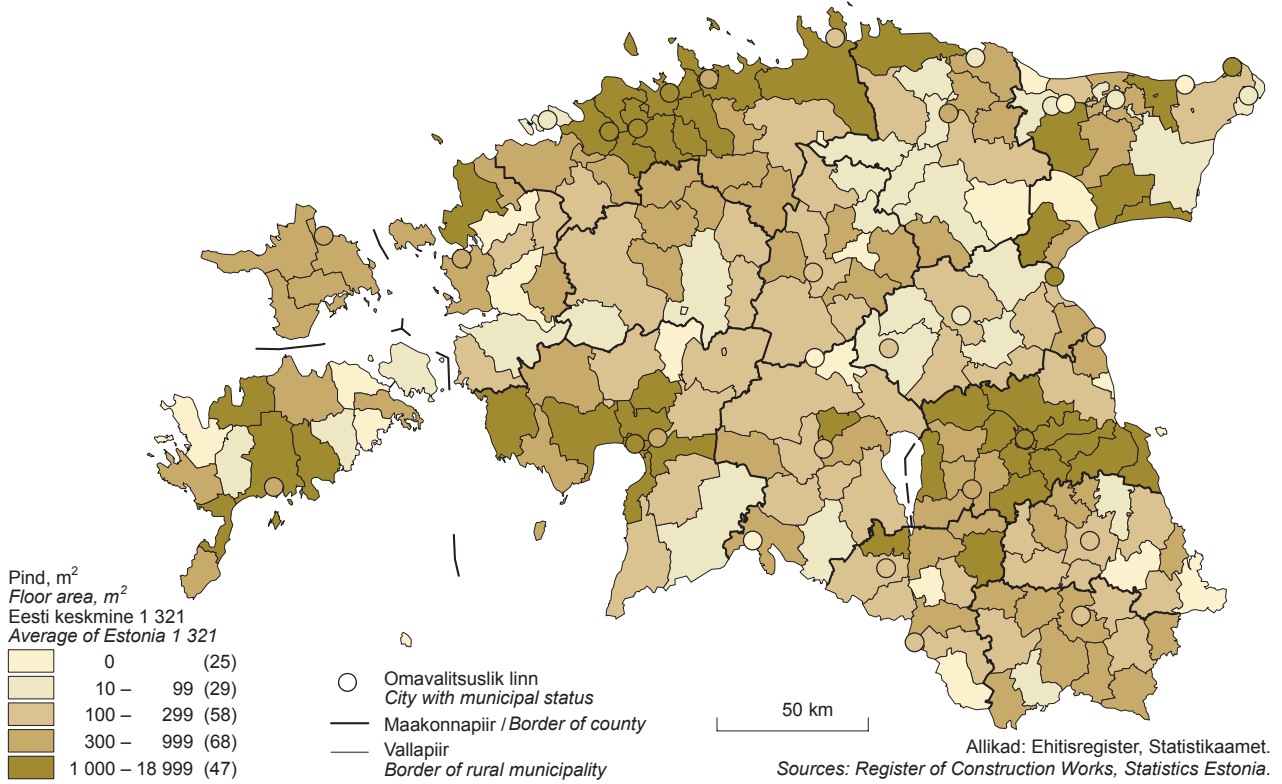 Pind, m²
Floor area, m²
Eesti keskmine 1 321
Average of Estonia 1 321
0 (25)
10 – 99 (29)
100 – 299 (58)
300 – 999 (68)
1 000 – 18 999 (47)
Omavalitsuslik linn
City with municipal status
Maakonnapiir / Border of county
Vallapiir
Border of rural municipality
50 km
Allikad: Ehitisregister, Statistikaamet.
Sources: Register of Construction Works, Statistics Estonia.